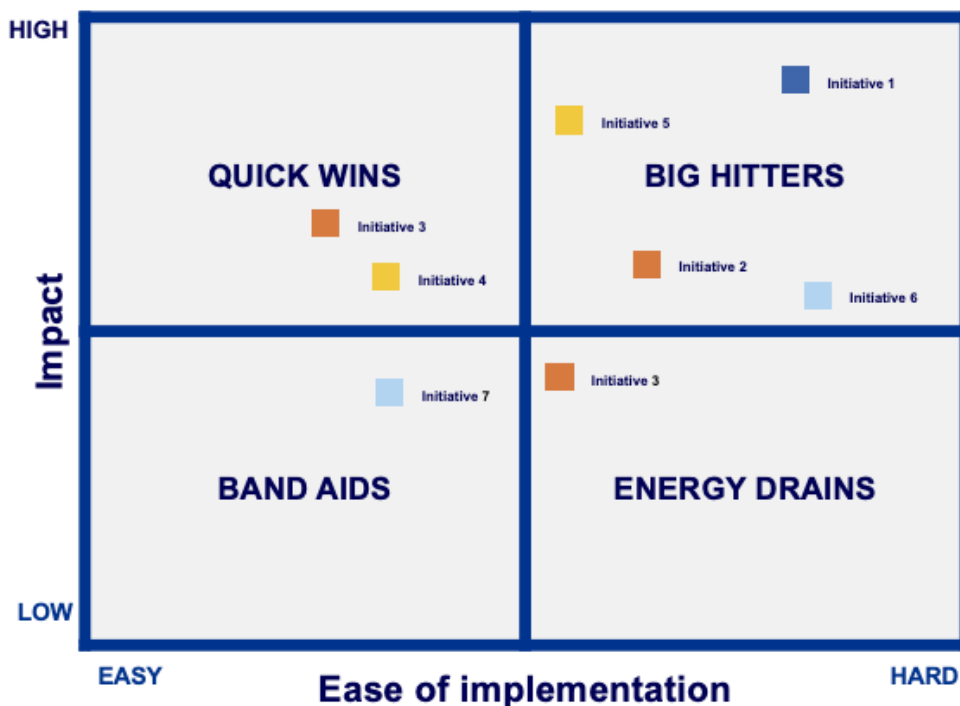 HIGH
Initiative 1
Initiative 5
QUICK WINS
BIG HITTERS
Initiative 3
Initiative 2
Initiative 4
Initiative 6
Impact
Initiative 3
Initiative 7
BAND AIDS
ENERGY DRAINS
LOW
EASY
HARD
Ease of implementation